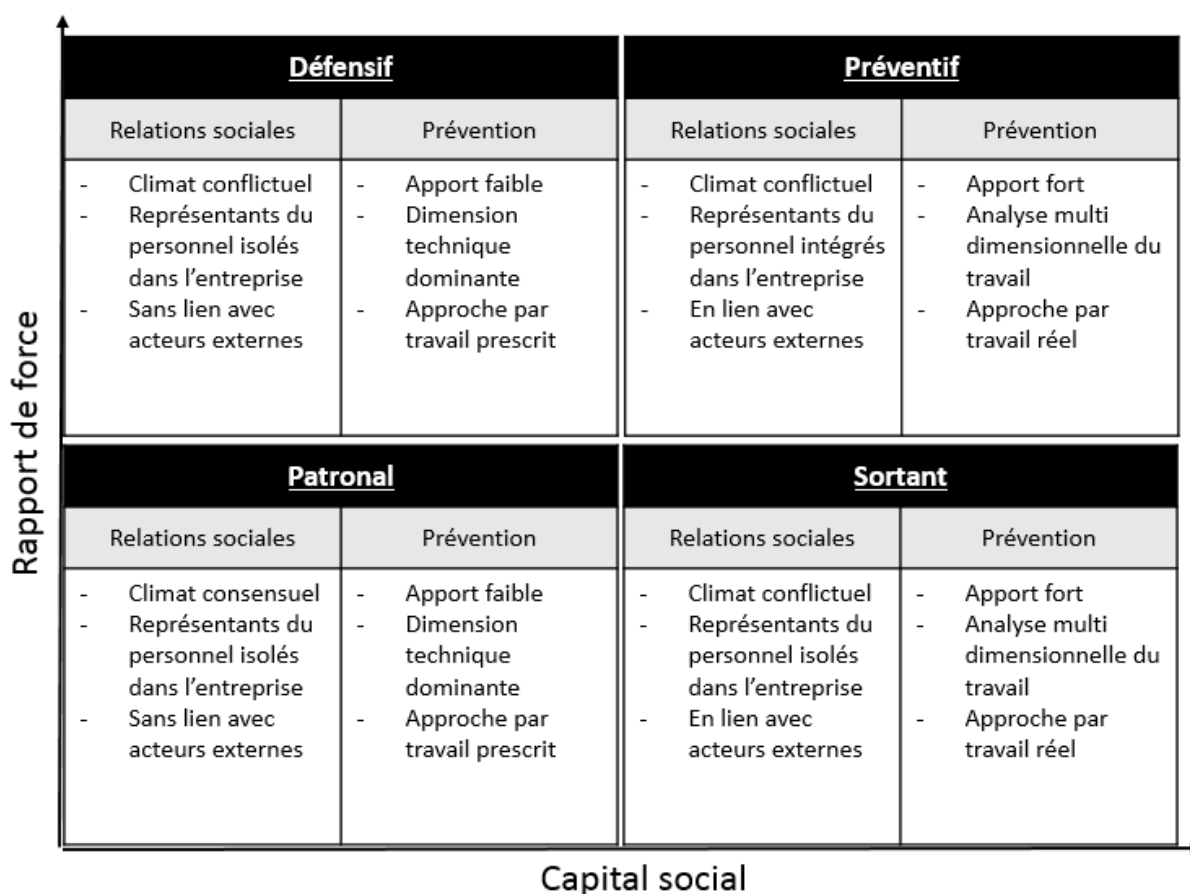 Rapport de force
Défensif
Relations sociales
Prévention
- Climat conflictuel
- Représentants du
personnel isolés
dans l'entreprise
- Sans lien avec
acteurs externes
- Apport faible
- Dimension
technique
dominante
- Approche par
travail prescrit
Préventif
Relations sociales
Prévention
- Climat conflictuel
- Représentants du
personnel intégrés
dans l'entreprise
- En lien avec
acteurs externes
- Apport fort
- Analyse multi
dimensionnelle du
travail
- Approche par
travail réel
Patronal
Relations sociales
Prévention
- Climat consensuel
- Représentants du
personnel isolés
dans l'entreprise
- Sans lien avec
acteurs externes
- Apport faible
- Dimension
technique
dominante
- Approche par
travail prescrit
Sortant
Relations sociales
Prévention
- Climat conflictuel
- Représentants du
personnel isolés
dans l'entreprise
- En lien avec
acteurs externes
- Apport fort
- Analyse multi
dimensionnelle du
travail
- Approche par
travail réel
Capital social